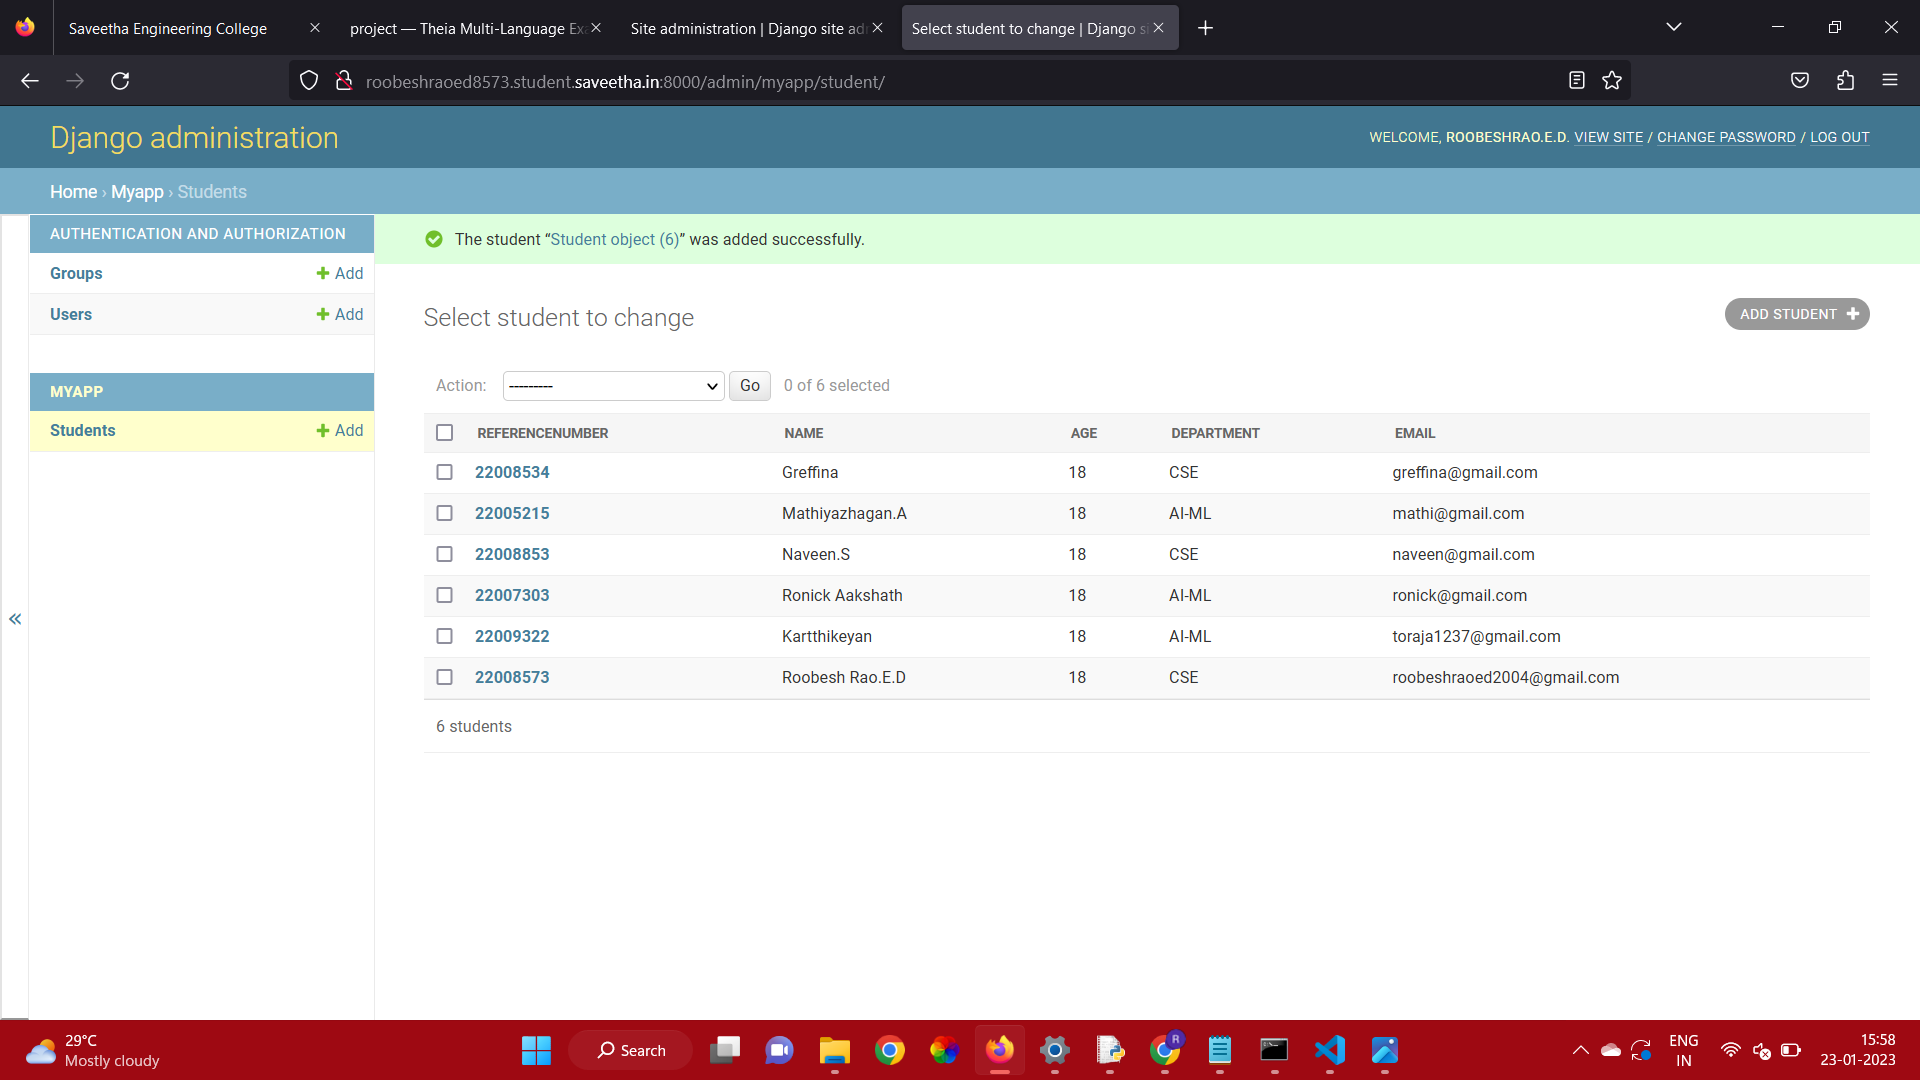 Saveetha Engineering College
project — Theia Multi-Language Ex
Site administration | Django site ad
Select student to change | Django s
roobeshraoed8573.student.saveetha.in:8000/admin/myapp/student/
Django administration
WELCOME, ROOBESHRAO.E.D. VIEW SITE / CHANGE PASSWORD / LOG OUT
Home › Myapp › Students
AUTHENTICATION AND AUTHORIZATION
Groups + Add
Users + Add
MYAPP
Students + Add
«
The student “Student object (6)” was added successfully.
Select student to change
ADD STUDENT +
Action: --------- Go 0 of 6 selected
REFERENCENUMBER NAME AGE DEPARTMENT EMAIL
22008534 Greffina 18 CSE greffina@gmail.com
22005215 Mathiyazhagan.A 18 AI-ML mathi@gmail.com
22008853 Naveen.S 18 CSE naveen@gmail.com
22007303 Ronick Aakshath 18 AI-ML ronick@gmail.com
22009322 Kartthikeyan 18 AI-ML toraja1237@gmail.com
22008573 Roobesh Rao.E.D 18 CSE roobeshraoed2004@gmail.com
6 students
29°C
Mostly cloudy
Search
R
ENG
IN
15:58
23-01-2023